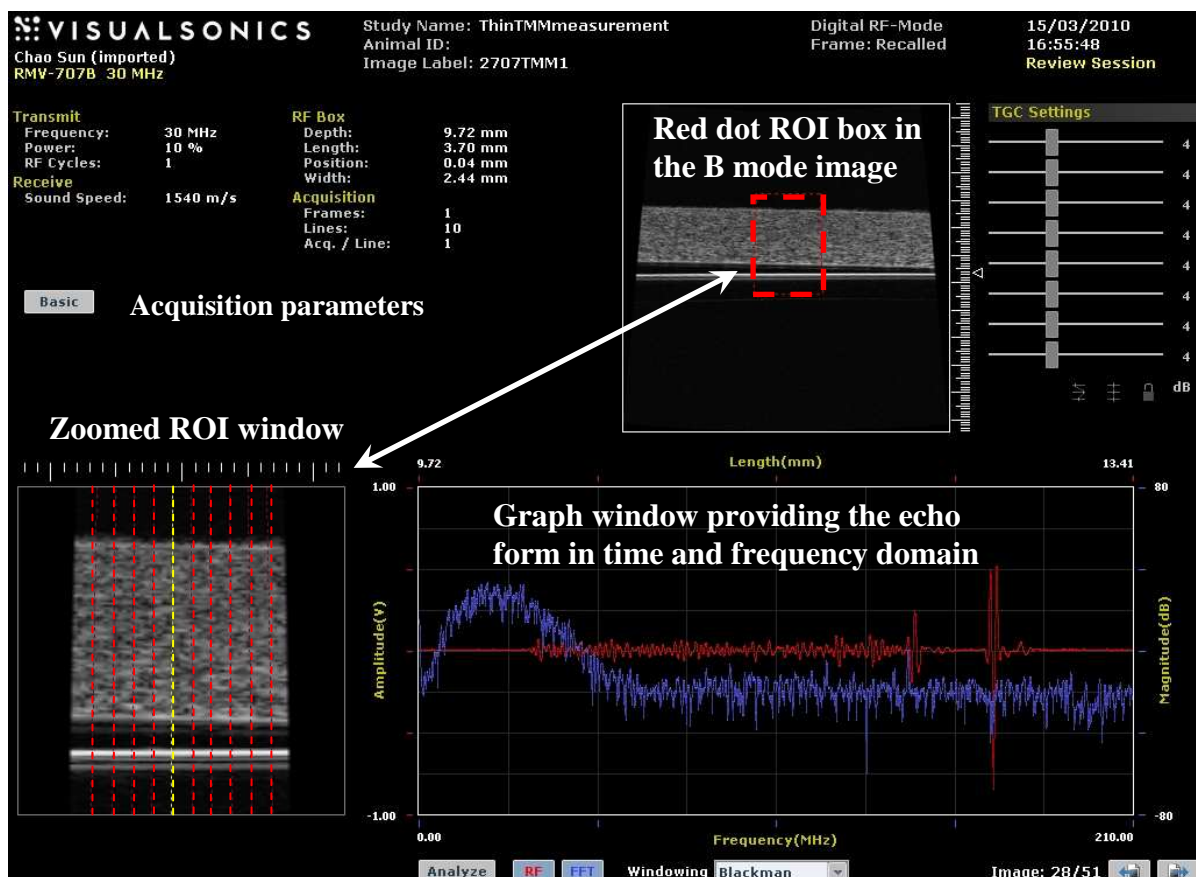 VISUALSONICS
Chao Sun (imported)
RMV-707B 30 MHz
Study Name: ThinTMMmeasurement
Animal ID:
Image Label: 2707TMM1
Digital RF-Mode
Frame: Recalled
15/03/2010
16:55:48
Review Session
Transmit
Frequency: 30 MHz
Power: 10 %
RF Cycles: 1
Receive
Sound Speed: 1540 m/s
RF Box
Depth: 9.72 mm
Length: 3.70 mm
Position: 0.04 mm
Width: 2.44 mm
Acquisition
Frames: 1
Lines: 10
Acq. / Line: 1
Basic
Acquisition parameters
Red dot ROI box in
the B mode image
TGC Settings
4
4
4
4
4
4
4
4
dB
Zoomed ROI window
9.72 Length(mm) 13.41
1.00
80
Graph window providing the echo
form in time and frequency domain
Amplitude(V)
Magnitude(dB)
-1.00
-80
0.00 Frequency(MHz) 210.00
Analyze RF FFT Windowing Blackman Image: 28/51